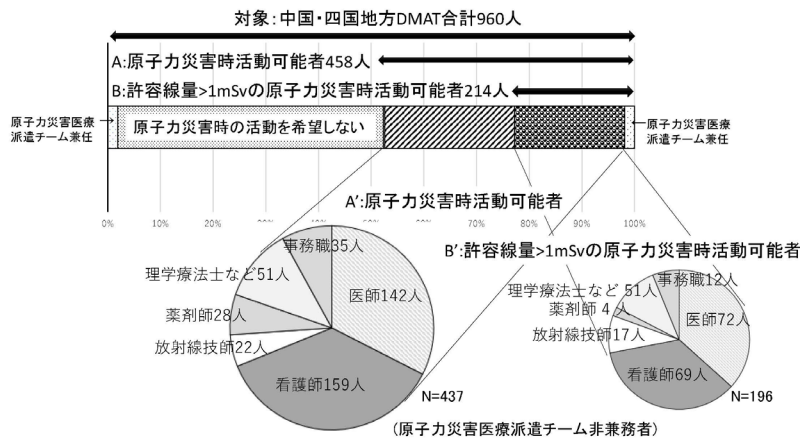 対象：中国・四国地方DMAT合計960人
A:原子力災害時活動可能者458人
B:許容線量>1mSvの原子力災害時活動可能者214人
原子力災害医療
派遣チーム兼任
原子力災害時の活動を希望しない
原子力災害医療
派遣チーム兼任
0% 10% 20% 30% 40% 50% 60% 70% 80% 90% 100%
A’:原子力災害時活動可能者
B’:許容線量>1mSvの原子力災害時活動可能者
事務職35人
理学療法士など51人
医師142人
薬剤師28人
放射線技師22人
看護師159人
N=437
事務職12人
理学療法士など 51人
薬剤師 4 人
医師72人
放射線技師17人
看護師69人
N=196
(原子力災害医療派遣チーム非兼務者)